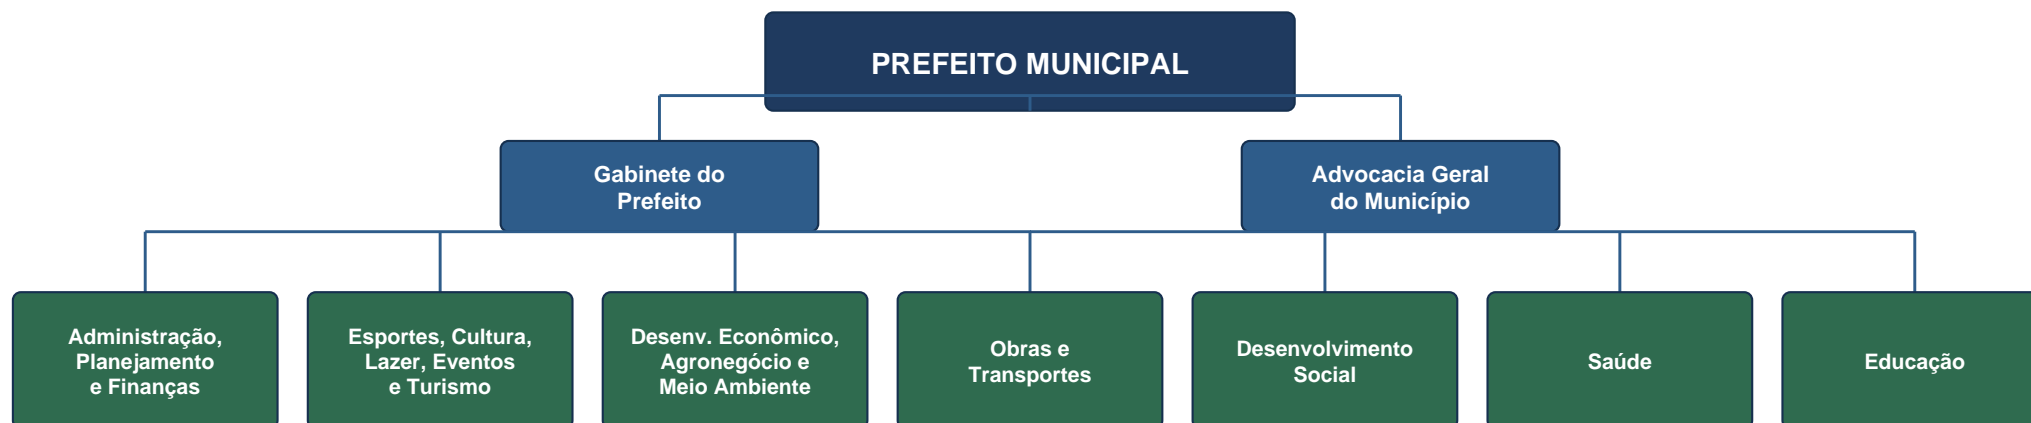 PREFEITO MUNICIPAL
Gabinete do
Prefeito
Advocacia Geral
do Município
Administração,
Planejamento
e Finanças
Esportes, Cultura,
Lazer, Eventos
e Turismo
Desenv. Econômico,
Agronegócio e
Meio Ambiente
Obras e
Transportes
Desenvolvimento
Social
Saúde
Educação